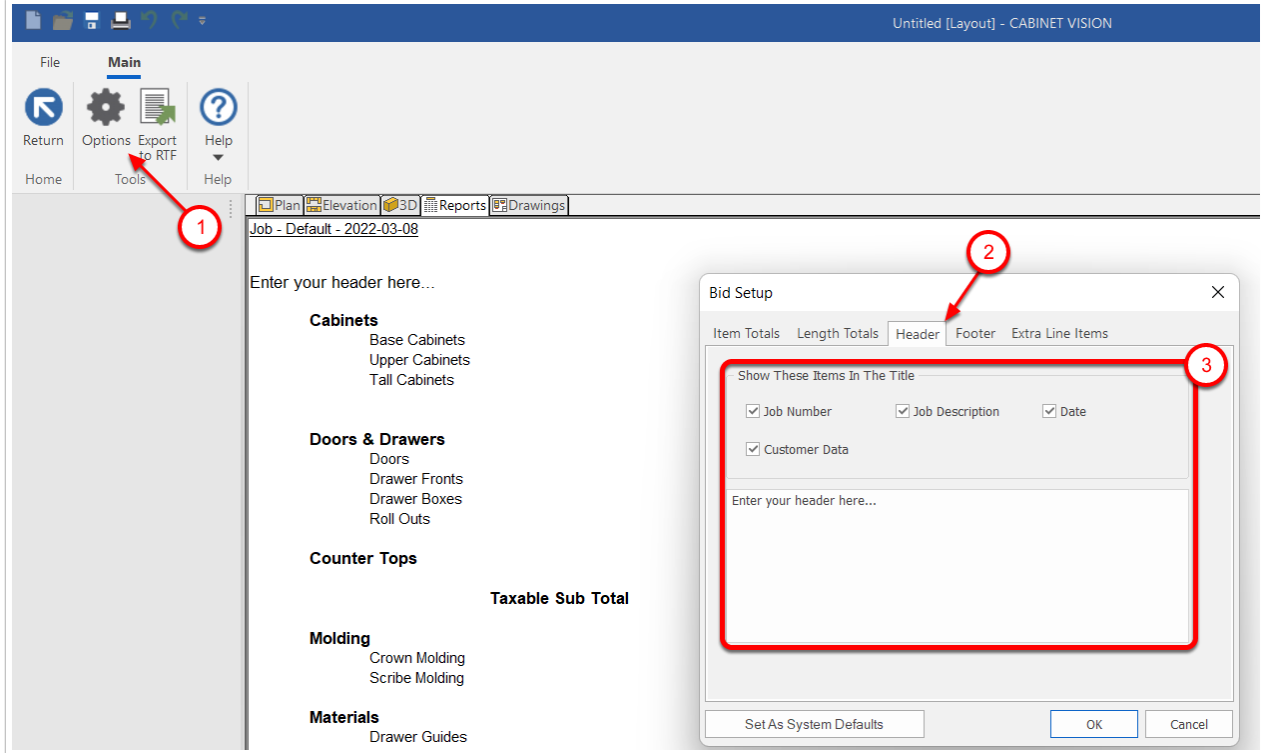 Untitled [Layout] - CABINET VISION
File Main
Return Options Export to RTF Help
Home Tools Help
1
Plan Elevation 3D Reports Drawings
Job - Default - 2022-03-08
Enter your header here...
Cabinets
Base Cabinets
Upper Cabinets
Tall Cabinets
Doors & Drawers
Doors
Drawer Fronts
Drawer Boxes
Roll Outs
Counter Tops
Taxable Sub Total
Molding
Crown Molding
Scribe Molding
Materials
Drawer Guides
2
Bid Setup
Item Totals Length Totals Header Footer Extra Line Items
3
Show These Items In The Title
Job Number Job Description Date
Customer Data
Enter your header here...
Set As System Defaults OK Cancel